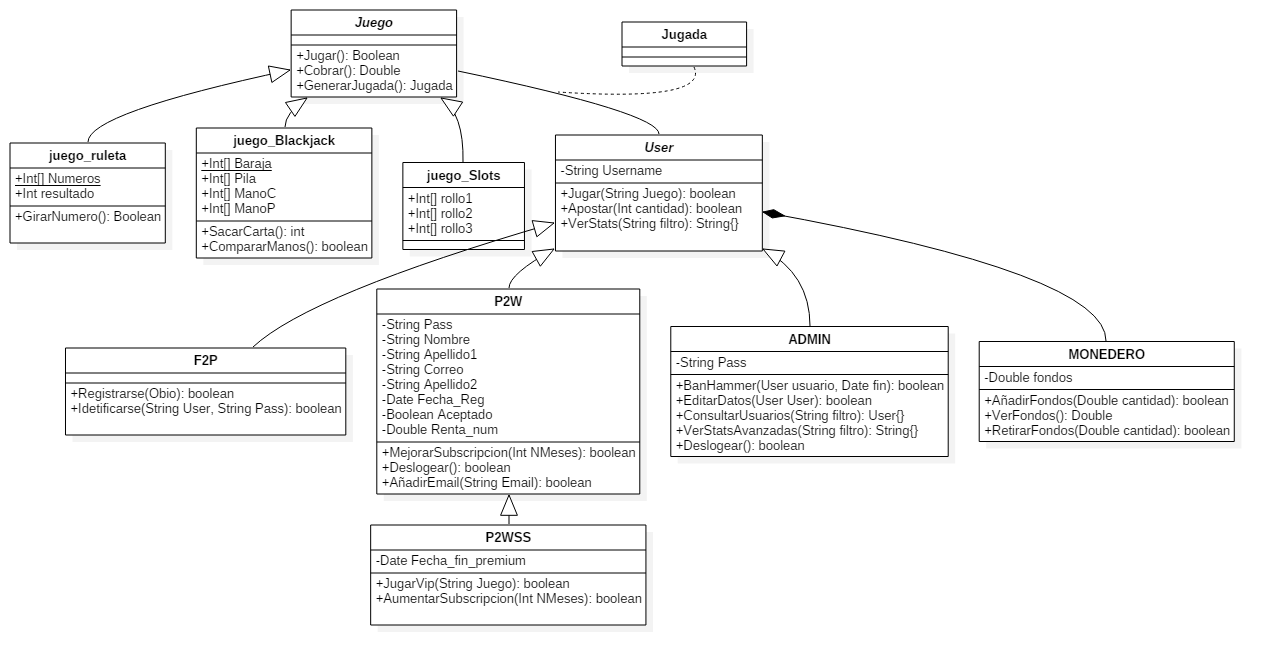 Juego
+Jugar(): Boolean
+Cobrar(): Double
+GenerarJugada(): Jugada
Jugada
juego_ruleta
+Int[] Numeros
+Int resultado
+GirarNumero(): Boolean
juego_Blackjack
+Int[] Baraja
+Int[] Pila
+Int[] ManoC
+Int[] ManoP
+SacarCarta(): int
+CompararManos(): boolean
juego_Slots
+Int[] rollo1
+Int[] rollo2
+Int[] rollo3
User
-String Username
+Jugar(String Juego): boolean
+Apostar(Int cantidad): boolean
+VerStats(String filtro): String{}
F2P
+Registrarse(Obio): boolean
+Idetificarse(String User, String Pass): boolean
P2W
-String Pass
-String Nombre
-String Apellido1
-String Correo
-String Apellido2
-Date Fecha_Reg
-Boolean Aceptado
-Double Renta_num
+MejorarSubscripcion(Int NMeses): boolean
+Deslogear(): boolean
+AñadirEmail(String Email): boolean
ADMIN
-String Pass
+BanHammer(User usuario, Date fin): boolean
+EditarDatos(User User): boolean
+ConsultarUsuarios(String filtro): User{}
+VerStatsAvanzadas(String filtro): String{}
+Deslogear(): boolean
MONEDERO
-Double fondos
+AñadirFondos(Double cantidad): boolean
+VerFondos(): Double
+RetirarFondos(Double cantidad): boolean
P2WSS
-Date Fecha_fin_premium
+JugarVip(String Juego): boolean
+AumentarSubscripcion(Int NMeses): boolean